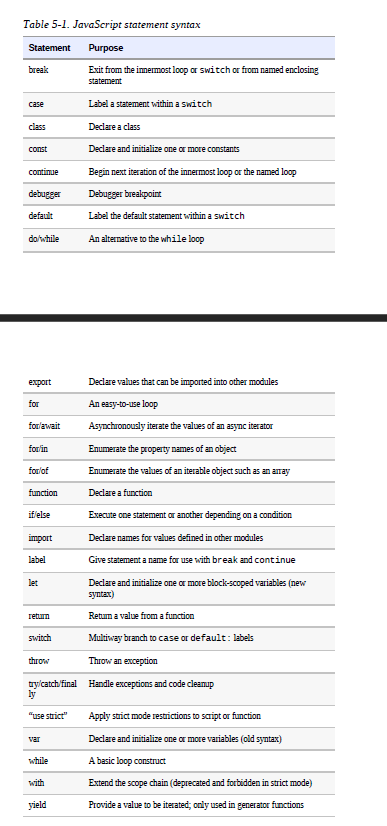 Table 5-1. JavaScript statement syntax
Statement Purpose
break Exit from the innermost loop or switch or from named enclosing
statement
case Label a statement within a switch
class Declare a class
const Declare and initialize one or more constants
continue Begin next iteration of the innermost loop or the named loop
debugger Debugger breakpoint
default Label the default statement within a switch
do/while An alternative to the while loop
export Declare values that can be imported into other modules
for An easy-to-use loop
for/await Asynchronously iterate the values of an async iterator
for/in Enumerate the property names of an object
for/of Enumerate the values of an iterable object such as an array
function Declare a function
if/else Execute one statement or another depending on a condition
import Declare names for values defined in other modules
label Give statement a name for use with break and continue
let Declare and initialize one or more block-scoped variables (new
syntax)
return Return a value from a function
switch Multiway branch to case or default: labels
throw Throw an exception
try/catch/final Handle exceptions and code cleanup
ly
“use strict” Apply strict mode restrictions to script or function
var Declare and initialize one or more variables (old syntax)
while A basic loop construct
with Extend the scope chain (deprecated and forbidden in strict mode)
yield Provide a value to be iterated; only used in generator functions